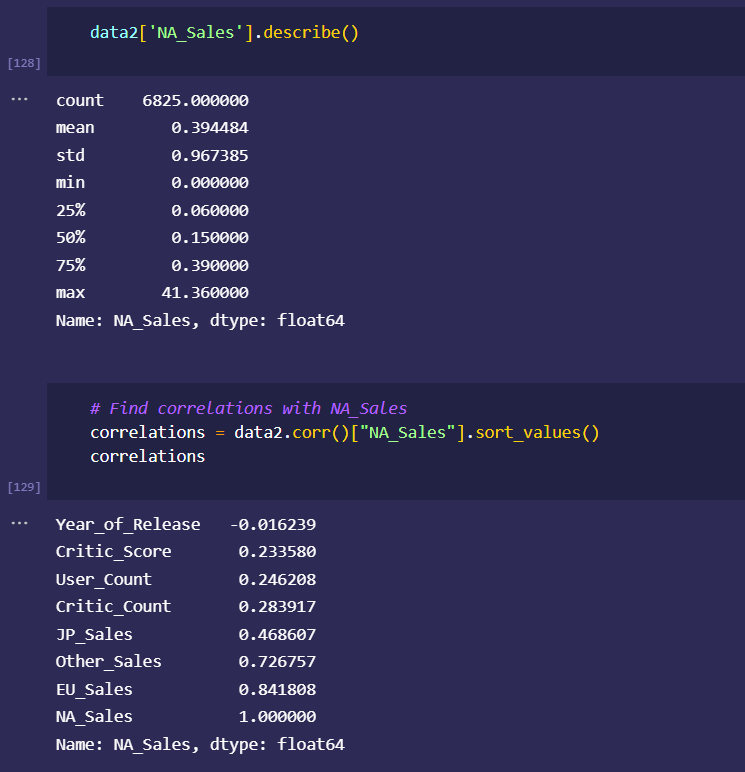 data2['NA_Sales'].describe()
[128]
... count 6825.000000
mean 0.394484
std 0.967385
min 0.000000
25% 0.060000
50% 0.150000
75% 0.390000
max 41.360000
Name: NA_Sales, dtype: float64
# Find correlations with NA_Sales
correlations = data2.corr()["NA_Sales"].sort_values()
correlations
[129]
... Year_of_Release -0.016239
Critic_Score 0.233580
User_Count 0.246208
Critic_Count 0.283917
JP_Sales 0.468607
Other_Sales 0.726757
EU_Sales 0.841808
NA_Sales 1.000000
Name: NA_Sales, dtype: float64